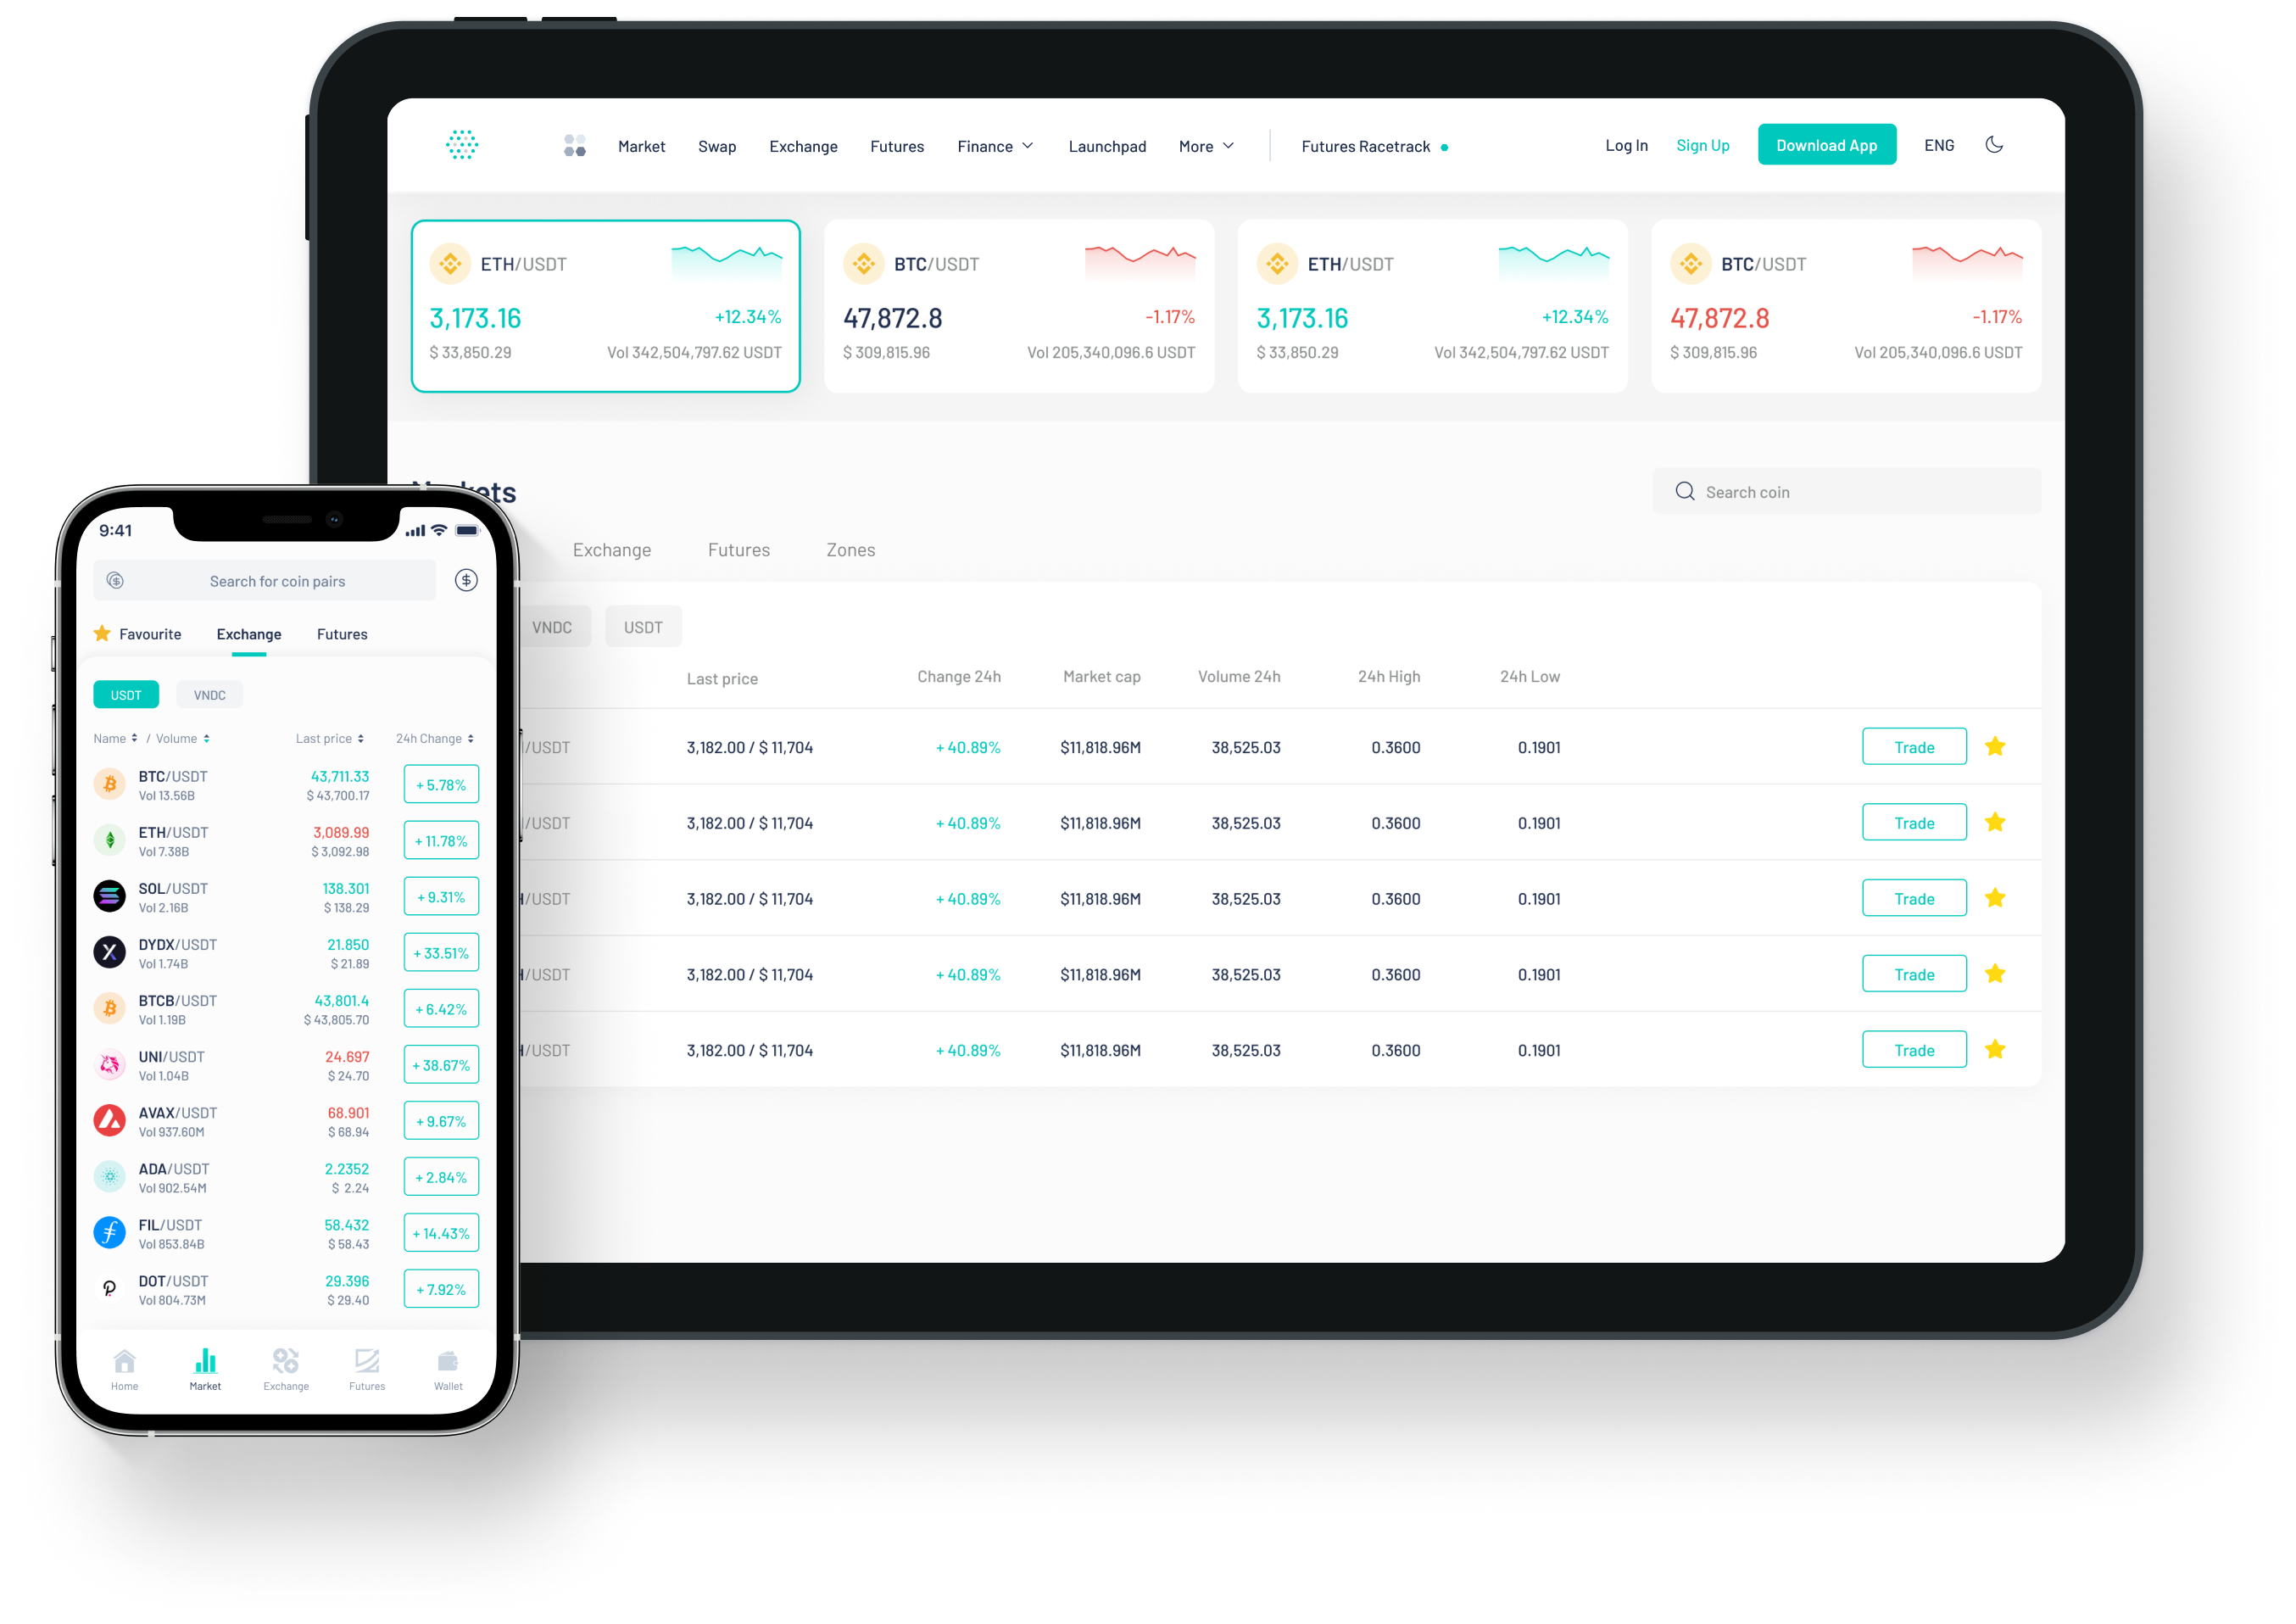 Market Swap Exchange Futures Finance Launchpad More Futures Racetrack Log In Sign Up Download App ENG
ETH/USDT
3,173.16 +12.34%
$ 33,850.29 Vol 342,504,797.62 USDT
BTC/USDT
47,872.8 -1.17%
$ 309,815.96 Vol 205,340,096.6 USDT
ETH/USDT
3,173.16 +12.34%
$ 33,850.29 Vol 342,504,797.62 USDT
BTC/USDT
47,872.8 -1.17%
$ 309,815.96 Vol 205,340,096.6 USDT
Search coin
Exchange Futures Zones
VNDC USDT
Last price Change 24h Market cap Volume 24h 24h High 24h Low
/USDT 3,182.00 / $ 11,704 + 40.89% $11,818.96M 38,525.03 0.3600 0.1901 Trade
/USDT 3,182.00 / $ 11,704 + 40.89% $11,818.96M 38,525.03 0.3600 0.1901 Trade
/USDT 3,182.00 / $ 11,704 + 40.89% $11,818.96M 38,525.03 0.3600 0.1901 Trade
/USDT 3,182.00 / $ 11,704 + 40.89% $11,818.96M 38,525.03 0.3600 0.1901 Trade
/USDT 3,182.00 / $ 11,704 + 40.89% $11,818.96M 38,525.03 0.3600 0.1901 Trade
9:41
Search for coin pairs
Favourite Exchange Futures
USDT VNDC
Name / Volume Last price 24h Change
BTC/USDT 43,711.33 + 5.78%
Vol 13.56B $ 43,700.17
ETH/USDT 3,089.99 + 11.78%
Vol 7.38B $ 3,092.98
SOL/USDT 138.301 + 9.31%
Vol 2.16B $ 138.29
DYDX/USDT 21.850 + 33.51%
Vol 1.74B $ 21.89
BTCB/USDT 43,801.4 + 6.42%
Vol 1.19B $ 43,805.70
UNI/USDT 24.697 + 38.67%
Vol 1.04B $ 24.70
AVAX/USDT 68.901 + 9.67%
Vol 937.60M $ 68.94
ADA/USDT 2.2352 + 2.84%
Vol 902.54M $ 2.24
FIL/USDT 58.432 + 14.43%
Vol 853.84B $ 58.43
DOT/USDT 29.396 + 7.92%
Vol 804.73M $ 29.40
Home Market Exchange Futures Wallet